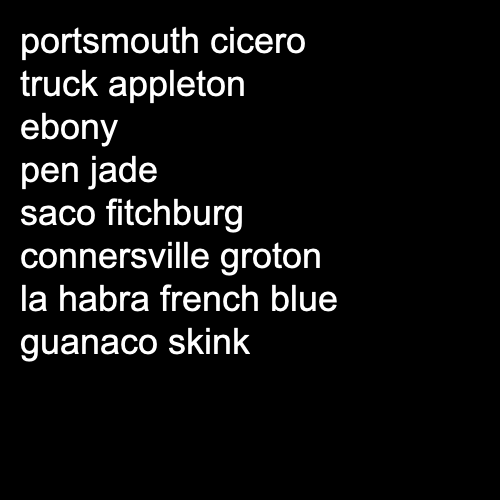 portsmouth cicero
truck appleton
ebony
pen jade
saco fitchburg
connersville groton
la habra french blue
guanaco skink